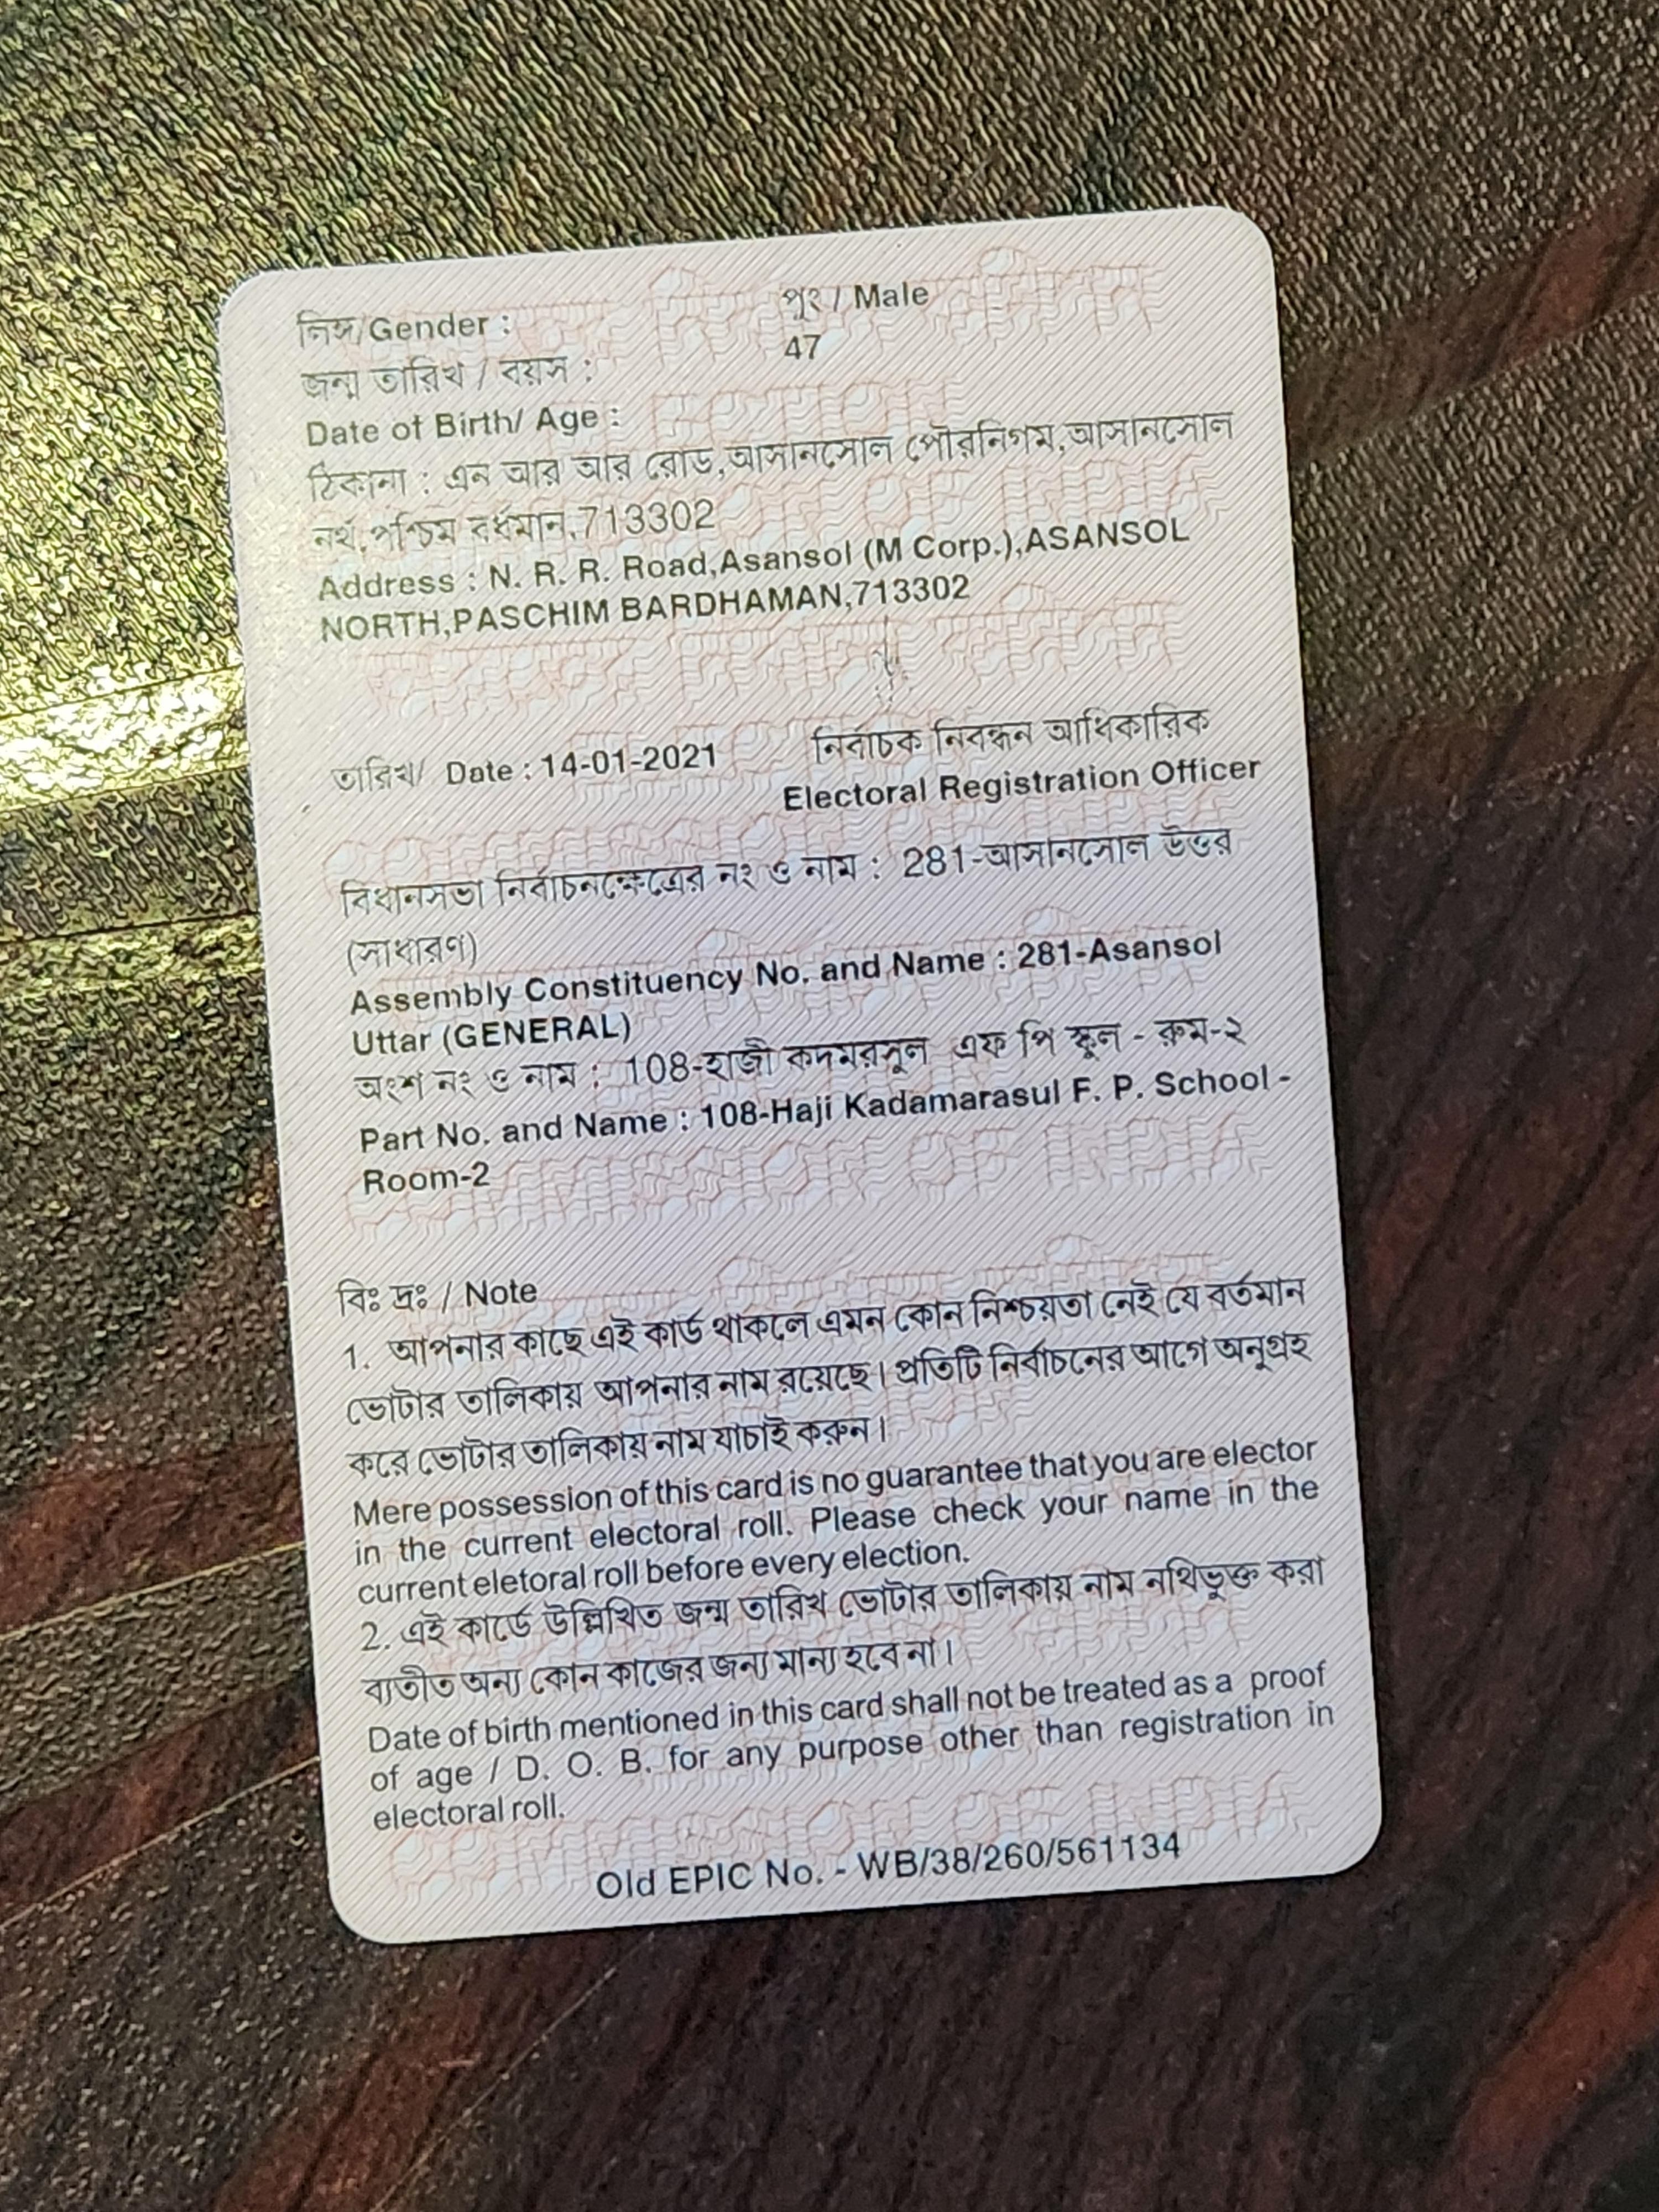 লিঙ্গ/Gender : পুং / Male
জন্ম তারিখ / বয়স : 47
Date of Birth/ Age :
ঠিকানা : এন আর আর রোড,আসানসোল পৌরনিগম,আসানসোল
নর্থ,পশ্চিম বর্ধমান,713302
Address : N. R. R. Road,Asansol (M Corp.),ASANSOL
NORTH,PASCHIM BARDHAMAN,713302
তারিখ/ Date : 14-01-2021
নির্বাচক নিবন্ধন আধিকারিক
Electoral Registration Officer
বিধানসভা নির্বাচনক্ষেত্রের নং ও নাম : 281-আসানসোল উত্তর
(সাধারণ)
Assembly Constituency No. and Name : 281-Asansol
Uttar (GENERAL)
অংশ নং ও নাম : 108-হাজী কদমরসুল এফ পি স্কুল - রুম-২
Part No. and Name : 108-Haji Kadamarasul F. P. School -
Room-2
বিঃ দ্রঃ / Note
1. আপনার কাছে এই কার্ড থাকলে এমন কোন নিশ্চয়তা নেই যে বর্তমান
ভোটার তালিকায় আপনার নাম রয়েছে। প্রতিটি নির্বাচনের আগে অনুগ্রহ
করে ভোটার তালিকায় নাম যাচাই করুন।
Mere possession of this card is no guarantee that you are elector
in the current electoral roll. Please check your name in the
current eletoral roll before every election.
2. এই কার্ডে উল্লিখিত জন্ম তারিখ ভোটার তালিকায় নাম নথিভুক্ত করা
ব্যতীত অন্য কোন কাজের জন্য মান্য হবে না।
Date of birth mentioned in this card shall not be treated as a proof
of age / D. O. B. for any purpose other than registration in
electoral roll.
Old EPIC No. - WB/38/260/561134